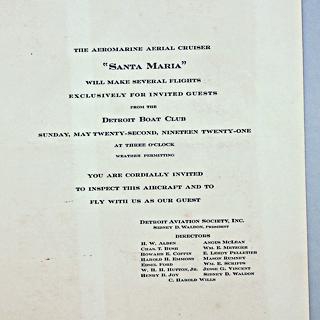 THE AEROMARINE AERIAL CRUISER
"SANTA MARIA"
WILL MAKE SEVERAL FLIGHTS
EXCLUSIVELY FOR INVITED GUESTS
FROM THE
DETROIT BOAT CLUB
SUNDAY, MAY TWENTY-SECOND, NINETEEN TWENTY-ONE
AT THREE O'CLOCK
WEATHER PERMITTING
YOU ARE CORDIALLY INVITED
TO INSPECT THIS AIRCRAFT AND TO
FLY WITH US AS OUR GUEST
DETROIT AVIATION SOCIETY, INC.
SIDNEY D. WALDON, PRESIDENT
DIRECTORS
H. W. ALDEN ANGUS MCLEAN
CHAS. T. BUSH WM. E. METZGER
HOWARD E. COFFIN E. LEROY PELLETIER
HAROLD H. EMMONS MASON RUMNEY
EDSEL FORD WM. E. SCRIPPS
W. B. H. HUTTON, JR. JESSE G. VINCENT
HENRY B. JOY SIDNEY D. WALDON
C. HAROLD WILLS